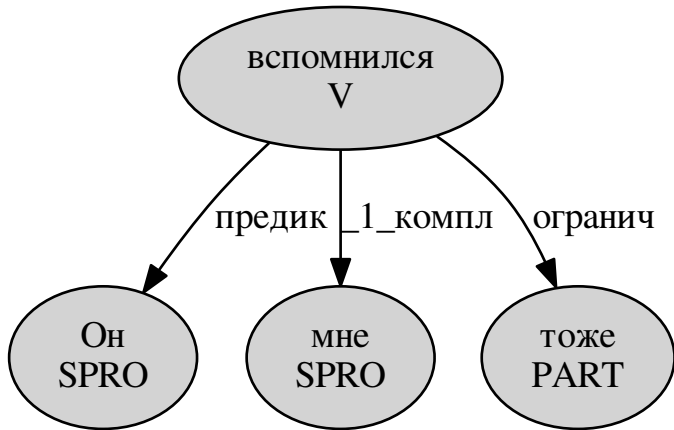 вспомнился
V
предик
_1_компл
огранич
Он
SPRO
мне
SPRO
тоже
PART